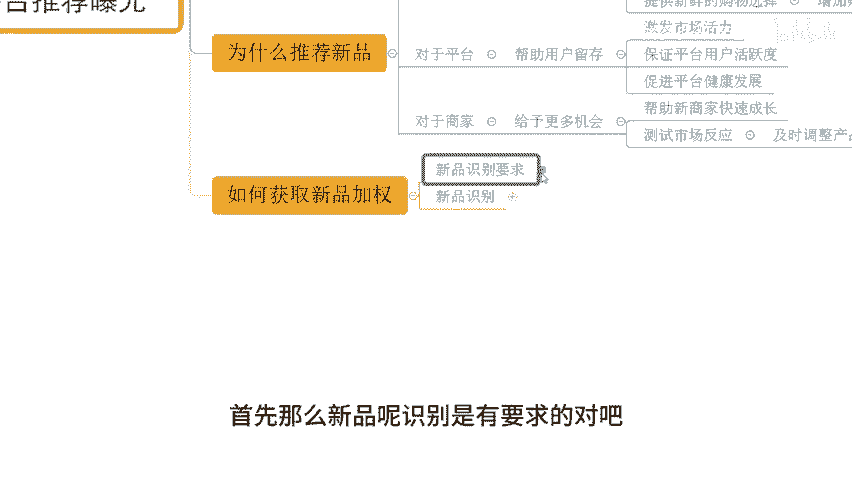 台推荐曝光
提供新鲜的购物选择
激发市场活力
为什么推荐新品
对于平台
帮助用户留存
保证平台用户活跃度
促进平台健康发展
对于商家
给予更多机会
帮助新商家快速成长
测试市场反应
及时调整产
如何获取新品加权
新品识别要求
新品识别
首先那么新品呢识别是有要求的对吧